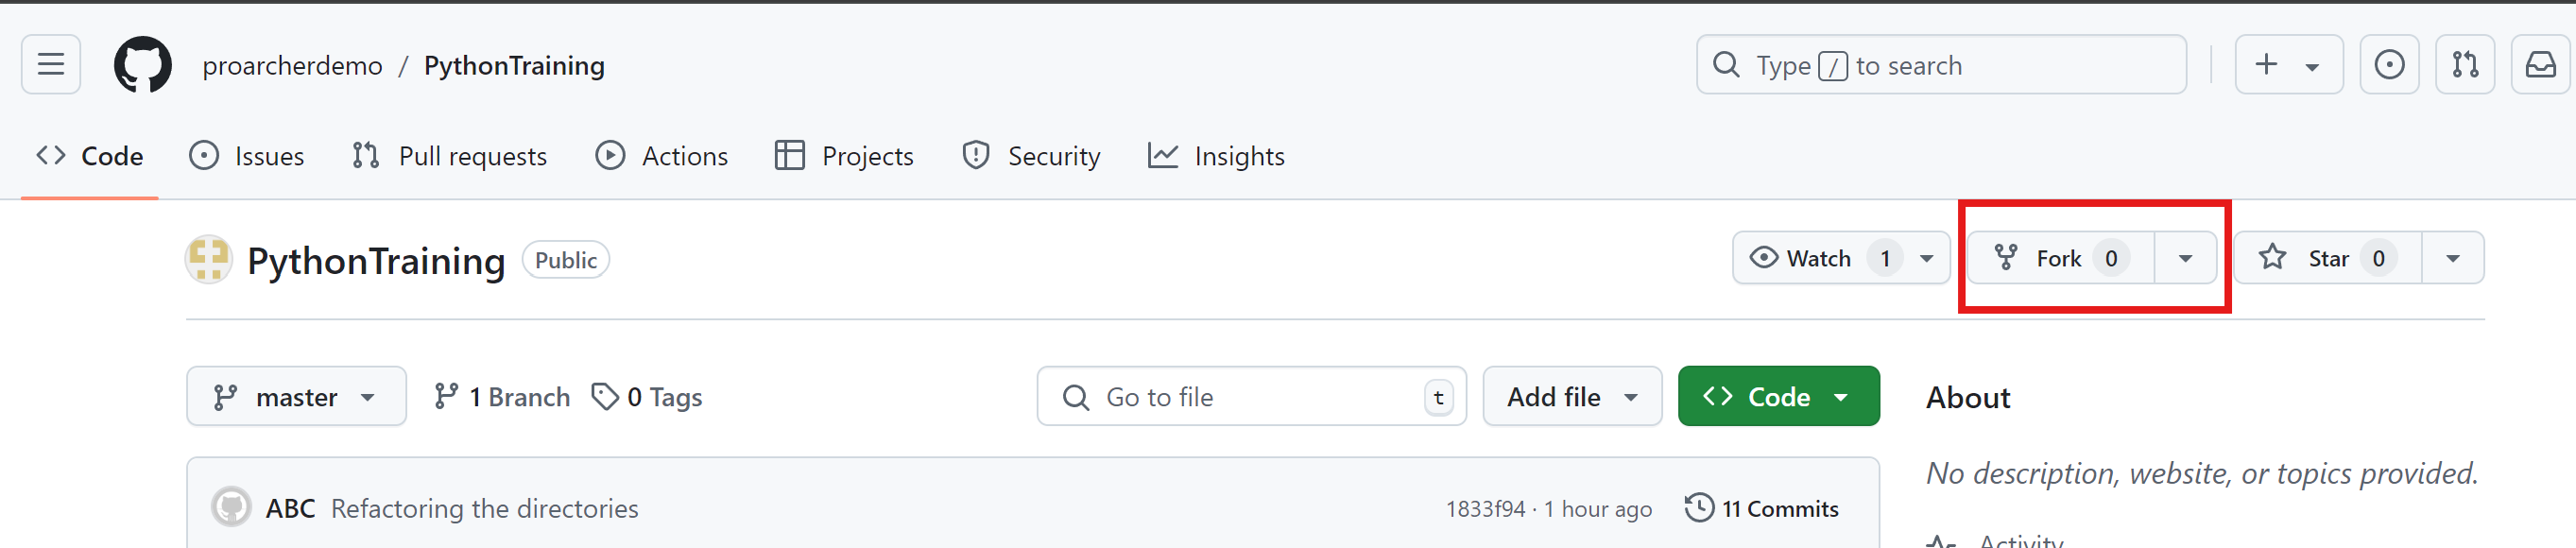 proarcherdemo / PythonTraining
Type / to search
Code Issues Pull requests Actions Projects Security Insights
PythonTraining Public
Watch 1 Fork 0 Star 0
master 1 Branch 0 Tags
Go to file t Add file Code
About
No description, website, or topics provided.
ABC Refactoring the directories 1833f94 · 1 hour ago 11 Commits
Activity